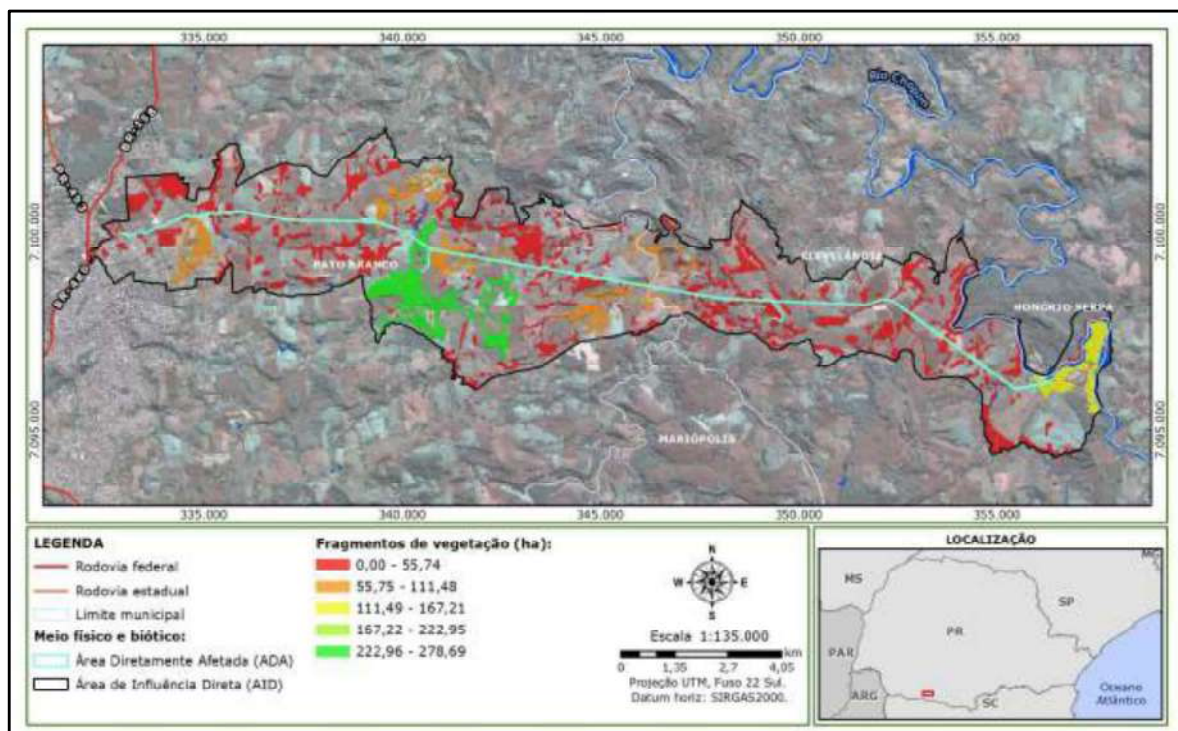 335.000 340.000 345.000 350.000 355.000
Rio Chopim
7.100.000 7.100.000
PATO BRANCO
CLEVELÂNDIA
HONÓRIO SERPA
MARIÓPOLIS
7.095.000 7.095.000
335.000 340.000 345.000 350.000 355.000
LEGENDA
Rodovia federal
Rodovia estadual
Limite municipal
Meio físico e biótico:
Área Diretamente Afetada (ADA)
Área de Influência Direta (AID)
Fragmentos de vegetação (ha):
0,00 - 55,74
55,75 - 111,48
111,49 - 167,21
167,22 - 222,95
222,96 - 278,69
N
W E
S
Escala 1:135.000
km
0 1,35 2,7 4,05
Projeção UTM, Fuso 22 Sul.
Datum horiz: SIRGAS2000.
LOCALIZAÇÃO
MG
MS
SP
PR
PAR
ARG
SC
Oceano
Atlântico